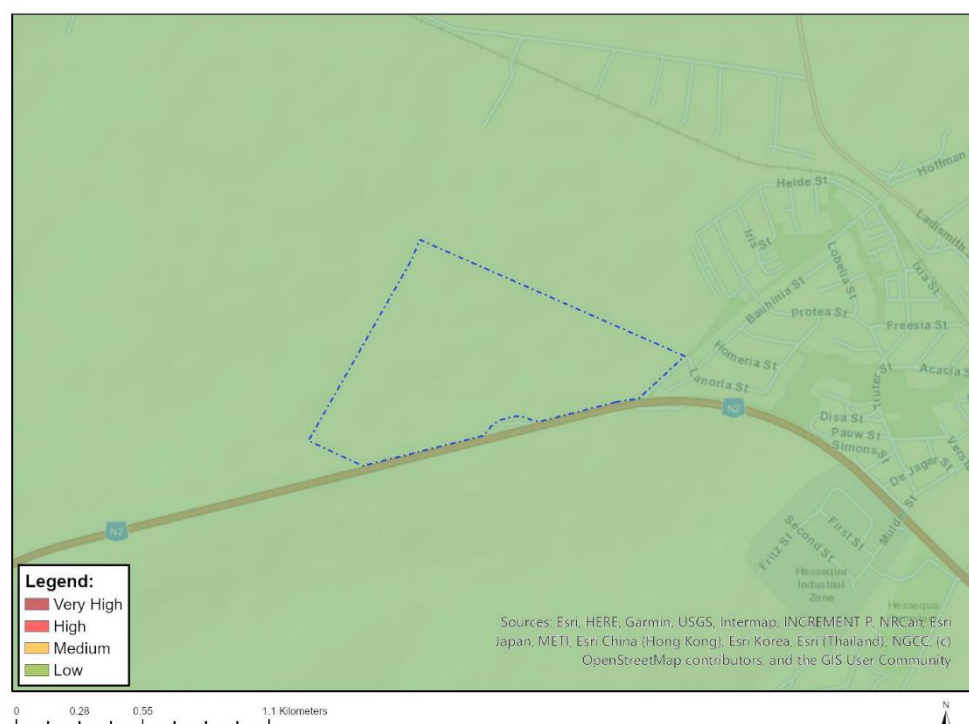 Heide St
Hoffman
Iris St
Lobelia St
Ladismith
Ixia St
Bauhinia St
Protea St
Freesia St
Homeria St
Acacia St
Lanoria St
Truter St
N2
Disa St
Pauw St
Simons St
De Jager St
N2
Mulder St
First St
Second St
Fritz St
Hessequa
Industrial
Zone
Hessequa
Legend:
Very High
High
Medium
Low
Sources: Esri, HERE, Garmin, USGS, Intermap, INCREMENT P, NRCan, Esri
Japan, METI, Esri China (Hong Kong), Esri Korea, Esri (Thailand), NGCC, (c)
OpenStreetMap contributors, and the GIS User Community
0 0.28 0.55 1.1 Kilometers
N